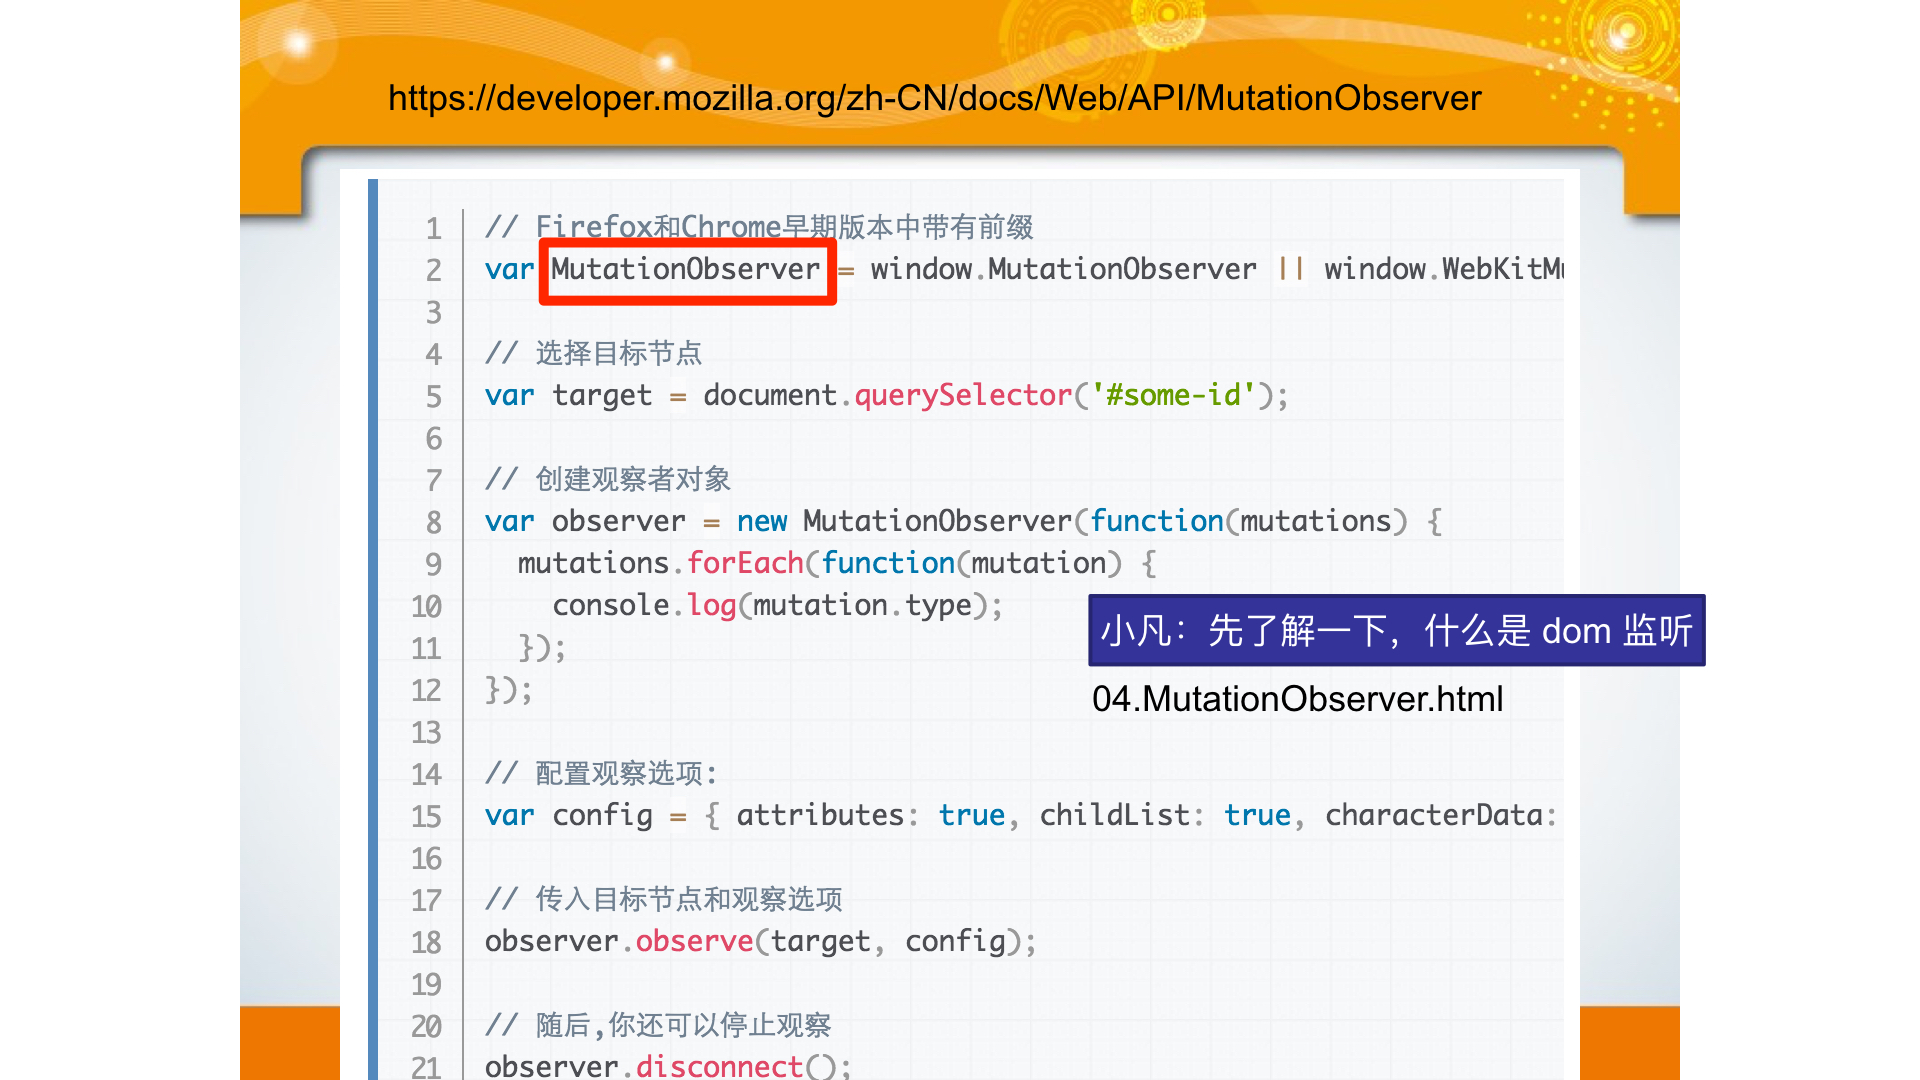 https://developer.mozilla.org/zh-CN/docs/Web/API/MutationObserver
1 // Firefox和Chrome早期版本中带有前缀
2 var MutationObserver = window.MutationObserver || window.WebKitMu
3
4 // 选择目标节点
5 var target = document.querySelector('#some-id');
6
7 // 创建观察者对象
8 var observer = new MutationObserver(function(mutations) {
9 mutations.forEach(function(mutation) {
10 console.log(mutation.type);
11 });
12 });
13
14 // 配置观察选项:
15 var config = { attributes: true, childList: true, characterData:
16
17 // 传入目标节点和观察选项
18 observer.observe(target, config);
19
20 // 随后,你还可以停止观察
21 observer.disconnect();
小凡：先了解一下，什么是 dom 监听
04.MutationObserver.html